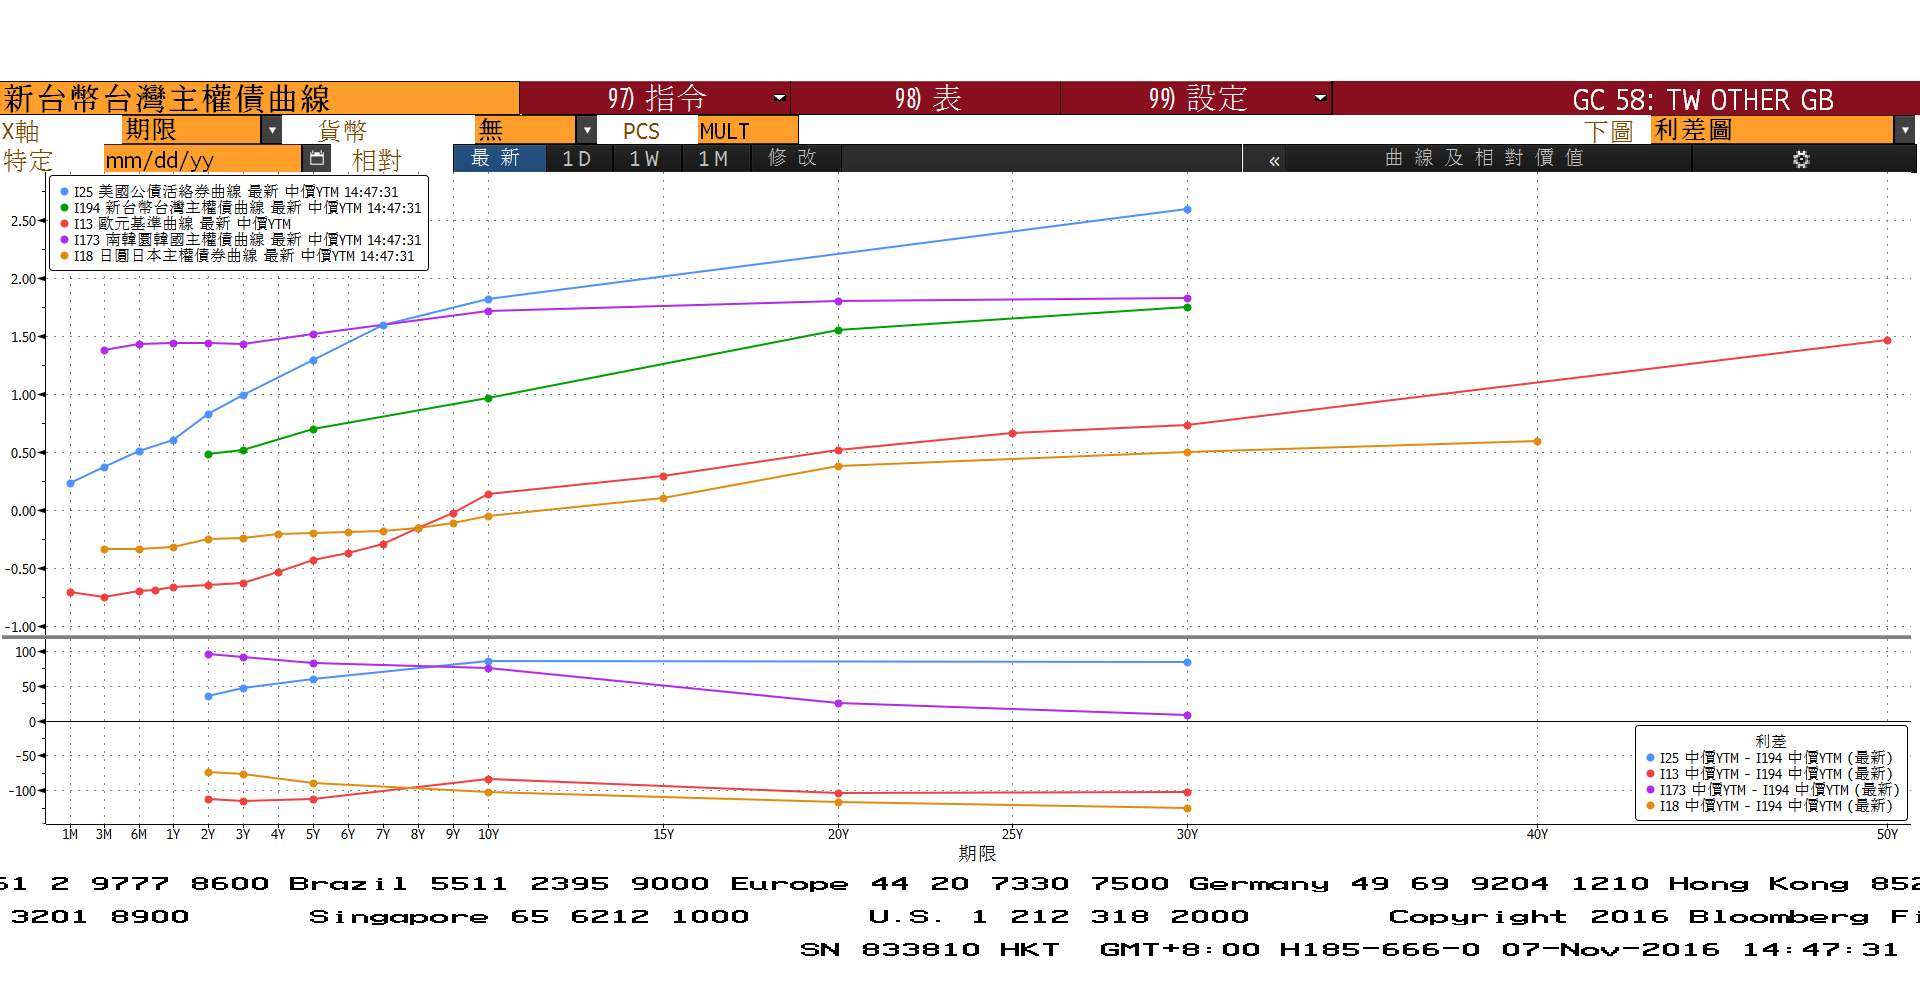 新台幣台灣主權債曲線 97) 指令 98) 表 99) 設定 GC 58: TW OTHER GB
X軸 期限 貨幣 無 PCS MULT 下圖 利差圖
特定 mm/dd/yy 相對 最新 1D 1W 1M 修改 « 曲線及相對價值
I25 美國公債活絡券曲線 最新 中價YTM 14:47:31
I194 新台幣台灣主權債曲線 最新 中價YTM 14:47:31
I13 歐元基準曲線 最新 中價YTM
I173 南韓圜韓國主權債曲線 最新 中價YTM 14:47:31
I18 日圓日本主權債券曲線 最新 中價YTM 14:47:31
2.50
2.00
1.50
1.00
0.50
0.00
-0.50
-1.00
100
50
0
-50
-100
利差
I25 中價YTM - I194 中價YTM (最新)
I13 中價YTM - I194 中價YTM (最新)
I173 中價YTM - I194 中價YTM (最新)
I18 中價YTM - I194 中價YTM (最新)
1M 3M 6M 1Y 2Y 3Y 4Y 5Y 6Y 7Y 8Y 9Y 10Y 15Y 20Y 25Y 30Y 40Y 50Y
期限
61 2 9777 8600 Brazil 5511 2395 9000 Europe 44 20 7330 7500 Germany 49 69 9204 1210 Hong Kong 852
3201 8900 Singapore 65 6212 1000 U.S. 1 212 318 2000 Copyright 2016 Bloomberg Fi
SN 833810 HKT GMT+8:00 H185-666-0 07-Nov-2016 14:47:31